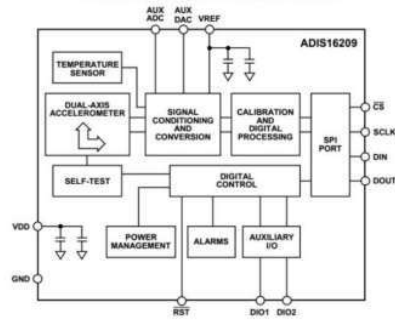 AUX
ADC
AUX
DAC
VREF
ADIS16209
TEMPERATURE
SENSOR
DUAL-AXIS
ACCELEROMETER
SIGNAL
CONDITIONING
AND
CONVERSION
CALIBRATION
AND
DIGITAL
PROCESSING
SPI
PORT
CS
SCLK
DIN
DOUT
SELF-TEST
DIGITAL
CONTROL
VDD
POWER
MANAGEMENT
ALARMS
AUXILIARY
I/O
GND
RST
DIO1
DIO2